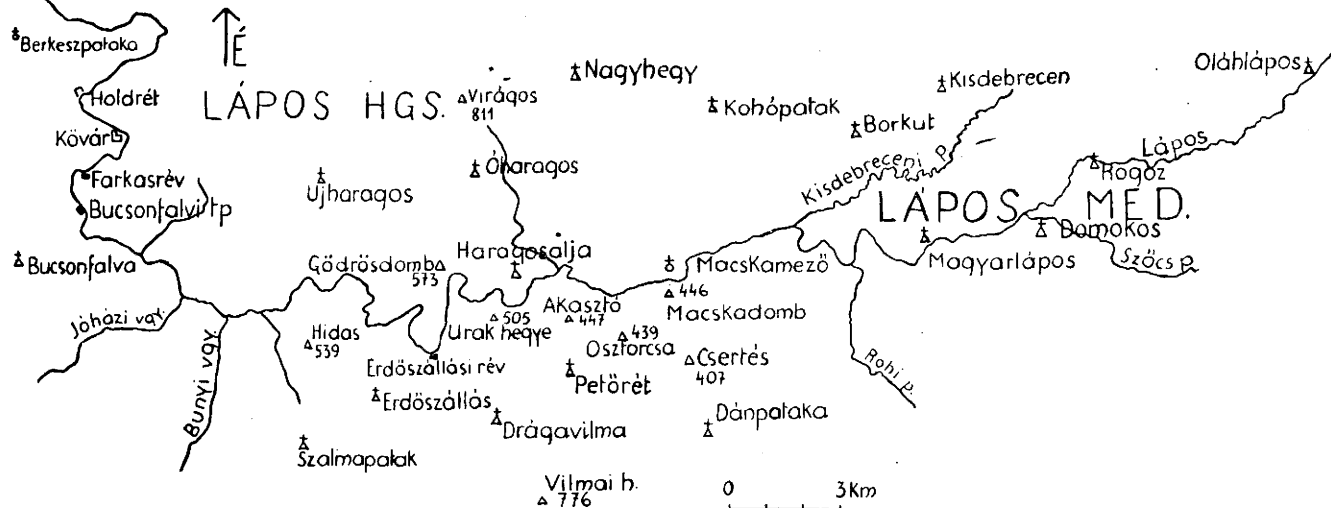 Berkeszpataka
É
Holdrét
LÁPOS HGS.
Virágos
811
Nagyhegy
Kohópatak
Kisdebrecen
Oláhlápos
Borkut
Kővár
Óharagos
Lápos
Rogoz
Farkasrév
Újharagos
Kisdebreceni p.
Bucsonfalvi tp
LÁPOS MED.
Domokos
Bucsonfalva
Gödrösdomb
573
Haragosalja
Macskamező
Magyarlápos
Szőcs p.
446
Akasztó
447
505
Macskadomb
Jóházi vgy.
Hidas
539
Urak hegye
439
Osztorcsa
Csertés
407
Erdőszállási rév
Petőrét
Rohi p.
Bunyi vgy.
Erdőszállás
Dánpataka
Drágavilma
Szalmapatak
Vilmai h.
776
0 3Km